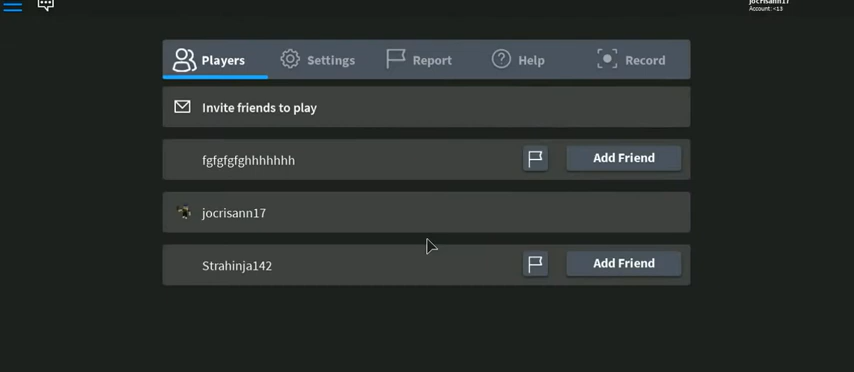 jocrisann17
Account: <13
Players
Settings
Report
Help
Record
Invite friends to play
fgfgfgfghhhhhhh
Add Friend
jocrisann17
Strahinja142
Add Friend